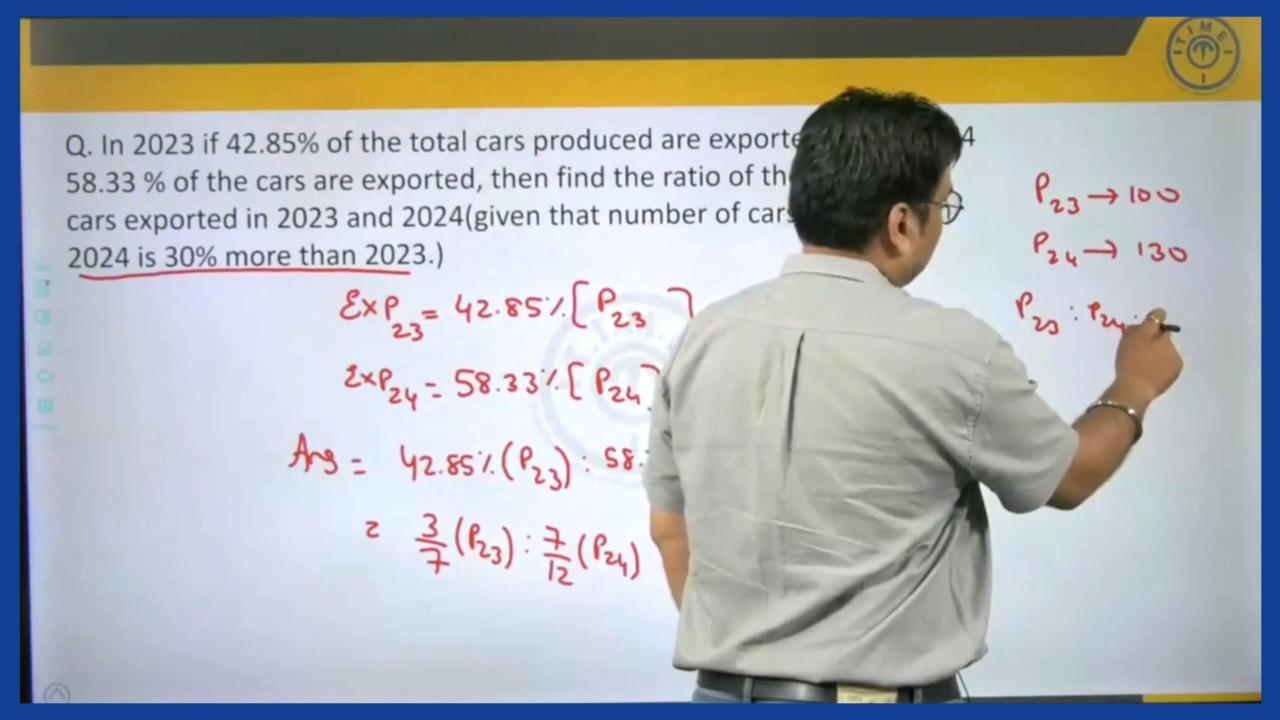 TIME
Q. In 2023 if 42.85% of the total cars produced are 4
58.33 % of the cars are exported, then find the ratio of
cars exported in 2023 and 2024(given that number of
2024 is 30% more than 2023.)
P23 → 100
P24 → 130
P23 : P24
ExP23 = 42.85% [P23]
ExP24 = 58.33% [P24]
Ans = 42.85% (P23) : 58.
= 3/7 (P23) : 7/12 (P24)